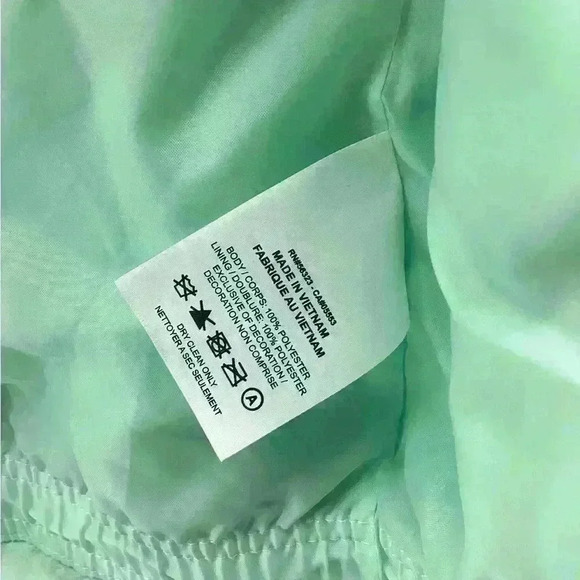 RN#56323 - CA#05553
MADE IN VIETNAM
FABRIQUE AU VIETNAM
BODY / CORPS: 100% POLYESTER
LINING / DOUBLURE: 100% POLYESTER
EXCLUSIVE OF DECORATION /
DECORATION NON COMPRISE
A
DRY CLEAN ONLY
NETTOYER A SEC SEULEMENT